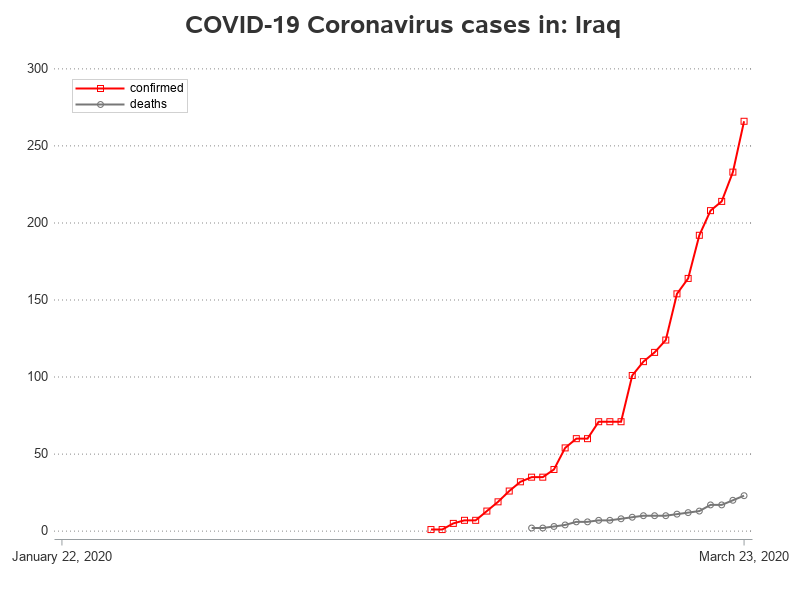 COVID-19 Coronavirus cases in: Iraq
300
confirmed
deaths
250
200
150
100
50
0
January 22, 2020
March 23, 2020